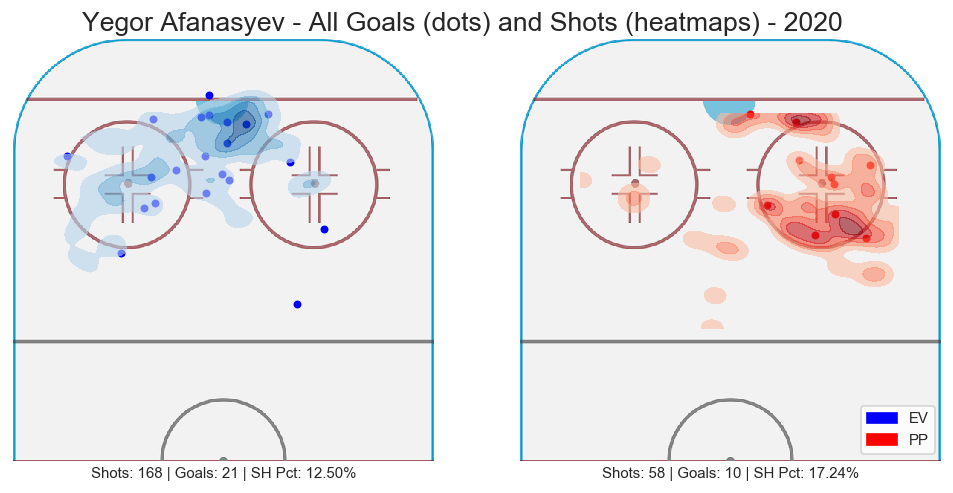 Yegor Afanasyev - All Goals (dots) and Shots (heatmaps) - 2020
EV
PP
Shots: 168 | Goals: 21 | SH Pct: 12.50%
Shots: 58 | Goals: 10 | SH Pct: 17.24%